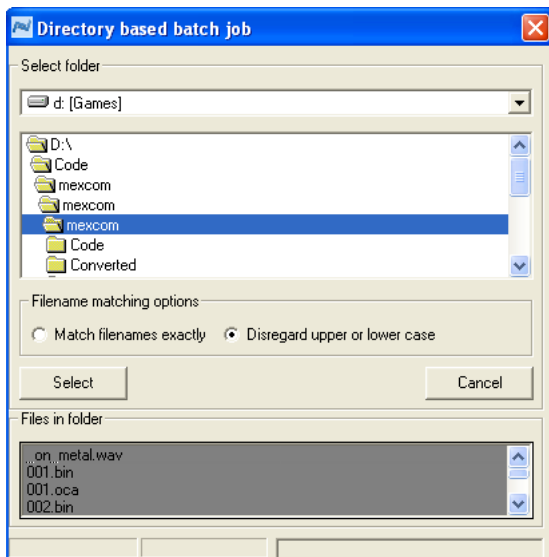 Directory based batch job
Select folder
d: [Games]
D:\
Code
mexcom
mexcom
mexcom
Code
Converted
Filename matching options
Match filenames exactly Disregard upper or lower case
Select Cancel
Files in folder
_on_metal.wav
001.bin
001.oca
002.bin